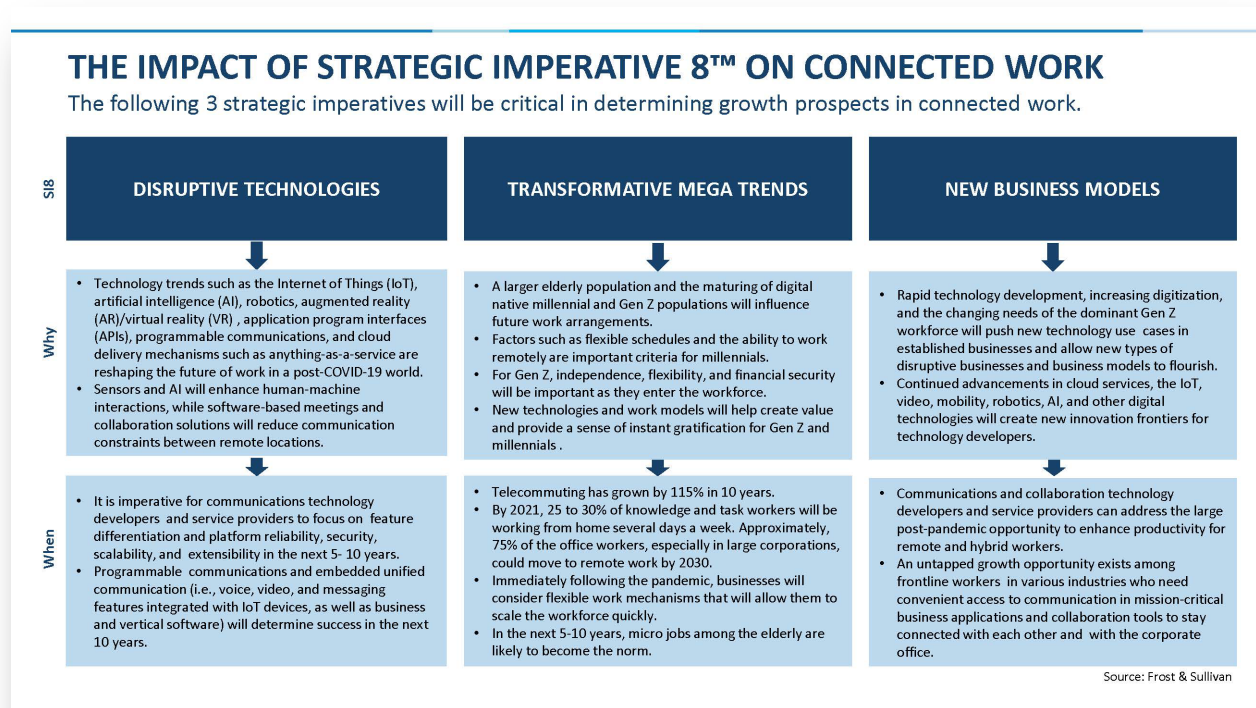 THE IMPACT OF STRATEGIC IMPERATIVE 8™ ON CONNECTED WORK
The following 3 strategic imperatives will be critical in determining growth prospects in connected work.
SI8
DISRUPTIVE TECHNOLOGIES
TRANSFORMATIVE MEGA TRENDS
NEW BUSINESS MODELS
Why
• Technology trends such as the Internet of Things (IoT),
artificial intelligence (AI), robotics, augmented reality
(AR)/virtual reality (VR) , application program interfaces
(APIs), programmable communications, and cloud
delivery mechanisms such as anything-as-a-service are
reshaping the future of work in a post-COVID-19 world.
• Sensors and AI will enhance human-machine
interactions, while software-based meetings and
collaboration solutions will reduce communication
constraints between remote locations.
• A larger elderly population and the maturing of digital
native millennial and Gen Z populations will influence
future work arrangements.
• Factors such as flexible schedules and the ability to work
remotely are important criteria for millennials.
• For Gen Z, independence, flexibility, and financial security
will be important as they enter the workforce.
• New technologies and work models will help create value
and provide a sense of instant gratification for Gen Z and
millennials .
• Rapid technology development, increasing digitization,
and the changing needs of the dominant Gen Z
workforce will push new technology use cases in
established businesses and allow new types of
disruptive businesses and business models to flourish.
• Continued advancements in cloud services, the IoT,
video, mobility, robotics, AI, and other digital
technologies will create new innovation frontiers for
technology developers.
When
• It is imperative for communications technology
developers and service providers to focus on feature
differentiation and platform reliability, security,
scalability, and extensibility in the next 5- 10 years.
• Programmable communications and embedded unified
communication (i.e., voice, video, and messaging
features integrated with IoT devices, as well as business
and vertical software) will determine success in the next
10 years.
• Telecommuting has grown by 115% in 10 years.
• By 2021, 25 to 30% of knowledge and task workers will be
working from home several days a week. Approximately,
75% of the office workers, especially in large corporations,
could move to remote work by 2030.
• Immediately following the pandemic, businesses will
consider flexible work mechanisms that will allow them to
scale the workforce quickly.
• In the next 5-10 years, micro jobs among the elderly are
likely to become the norm.
• Communications and collaboration technology
developers and service providers can address the large
post-pandemic opportunity to enhance productivity for
remote and hybrid workers.
• An untapped growth opportunity exists among
frontline workers in various industries who need
convenient access to communication in mission-critical
business applications and collaboration tools to stay
connected with each other and with the corporate
office.
Source: Frost & Sullivan